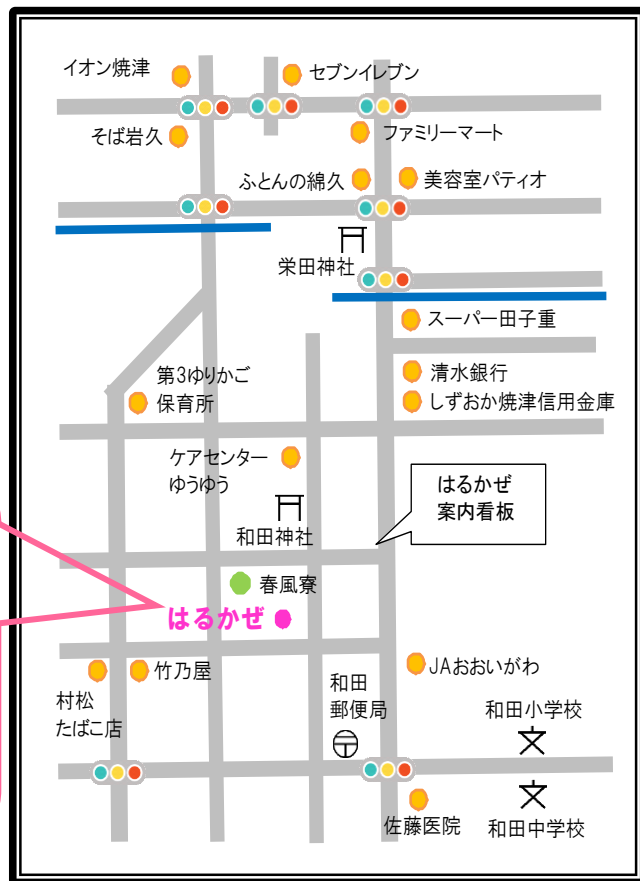 イオン焼津
セブンイレブン
そば岩久
ファミリーマート
ふとんの綿久
美容室パティオ
栄田神社
スーパー田子重
第3ゆりかご
保育所
清水銀行
しずおか焼津信用金庫
ケアセンター
ゆうゆう
はるかぜ
案内看板
和田神社
春風寮
はるかぜ
竹乃屋
JAおおいがわ
村松
たばこ店
和田
郵便局
和田小学校
佐藤医院
和田中学校